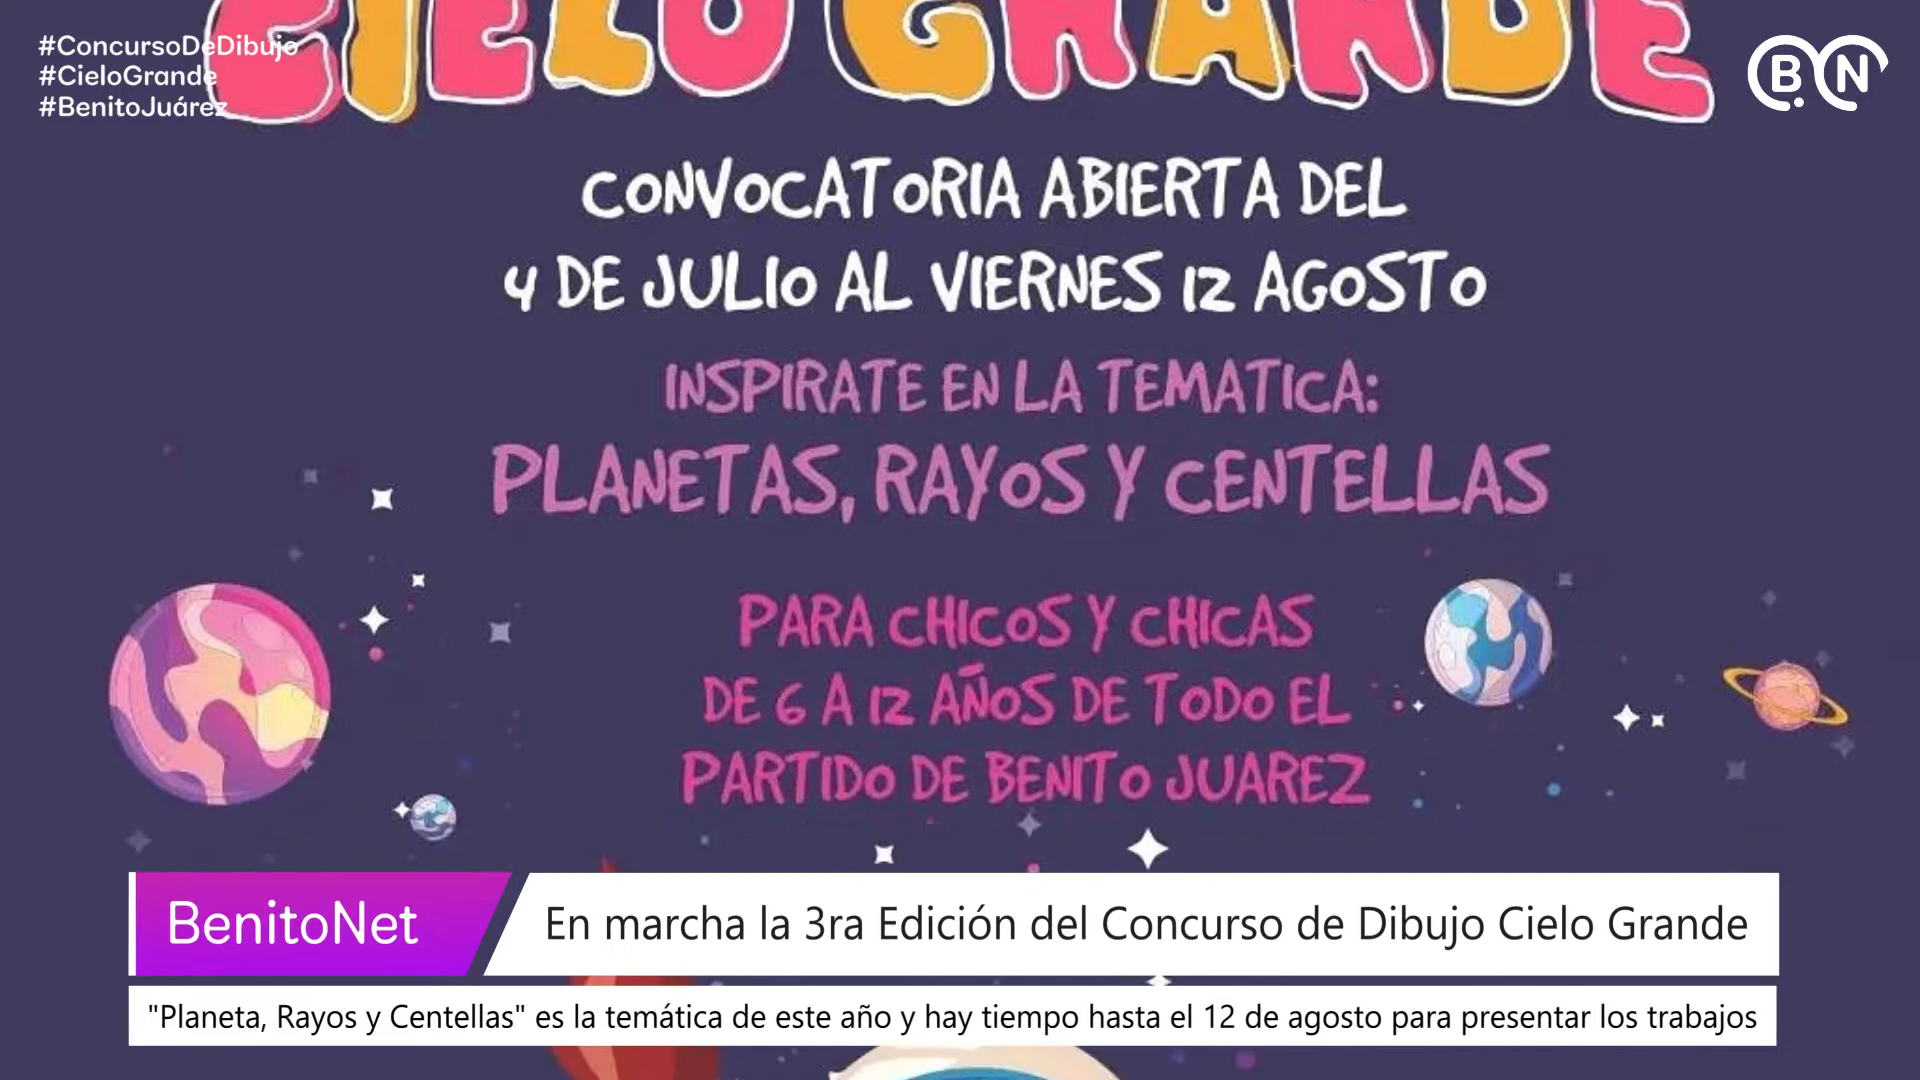 #ConcursoDeDibujo
#CieloGrande
#BenitoJuárez
CIELO GRANDE
BN
CONVOCATORIA ABIERTA DEL
4 DE JULIO AL VIERNES 12 AGOSTO
INSPIRATE EN LA TEMATICA:
PLANETAS, RAYOS Y CENTELLAS
PARA CHICOS Y CHICAS
DE 6 A 12 AÑOS DE TODO EL
PARTIDO DE BENITO JUAREZ
BenitoNet
En marcha la 3ra Edición del Concurso de Dibujo Cielo Grande
"Planeta, Rayos y Centellas" es la temática de este año y hay tiempo hasta el 12 de agosto para presentar los trabajos